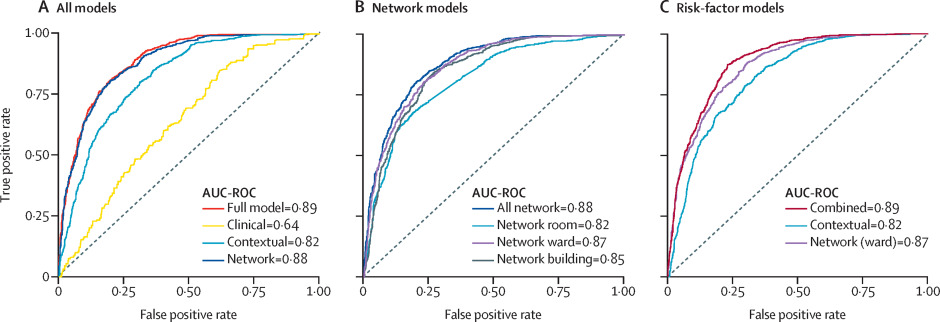 A All models
B Network models
C Risk-factor models
True positive rate
1·00
0·75
0·50
0·25
0
AUC-ROC
Full model=0·89
Clinical=0·64
Contextual=0·82
Network=0·88
0 0·25 0·50 0·75 1·00
False positive rate
AUC-ROC
All network=0·88
Network room=0·82
Network ward=0·87
Network building=0·85
0 0·25 0·50 0·75 1·00
False positive rate
AUC-ROC
Combined=0·89
Contextual=0·82
Network (ward)=0·87
0 0·25 0·50 0·75 1·00
False positive rate